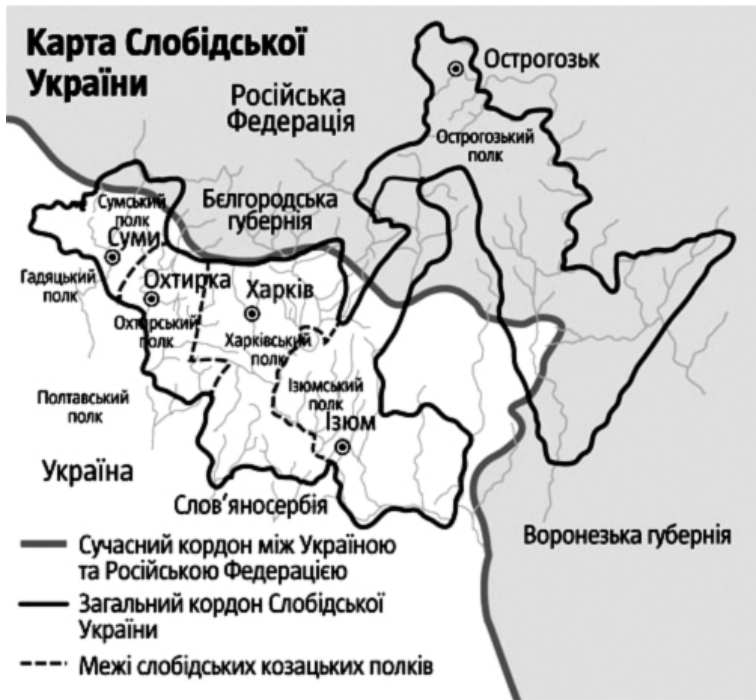 Карта Слобідської
України
Острогозьк
Російська
Федерація
Острогозький
полк
Сумський
полк
Суми
Бєлгородська
губернія
Гадяцький
полк
Охтирка
Охтирський
полк
Харків
Харківський
полк
Полтавський
полк
Ізюмський
полк
Ізюм
Україна
Слов'яносербія
Воронезька губернія
Сучасний кордон між Україною
та Російською Федерацією
Загальний кордон Слобідської
України
Межі слобідських козацьких полків